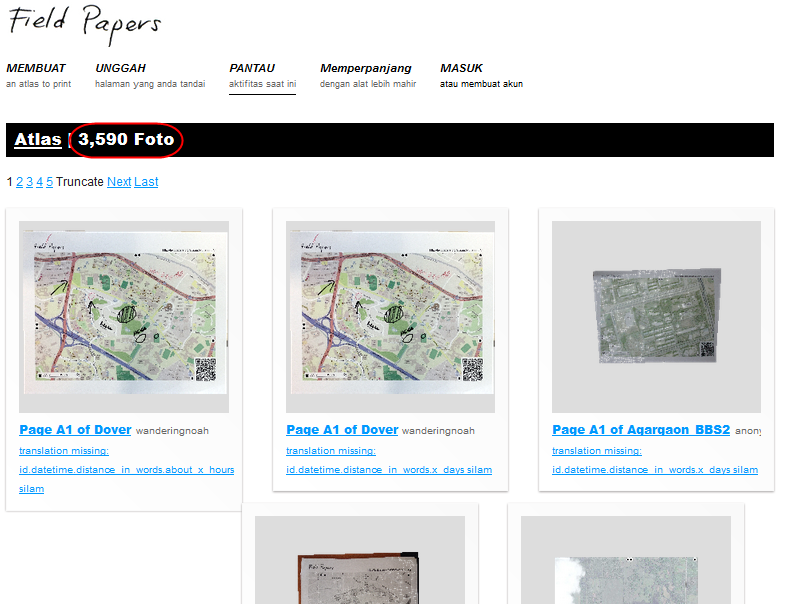 Field Papers
MEMBUAT UNGGAH PANTAU Memperpanjang MASUK
an atlas to print halaman yang anda tandai aktifitas saat ini dengan alat lebih mahir atau membuat akun
Atlas | 3,590 Foto
1 2 3 4 5 Truncate Next Last
Field Papers
Field Papers
Page A1 of Dover wanderingnoah
translation missing:
id.datetime.distance_in_words.about_x_hours
silam
Page A1 of Dover wanderingnoah
translation missing:
id.datetime.distance_in_words.x_days silam
Page A1 of Agargaon_BBS2
translation missing:
id.datetime.distance_in_words.x_days silam
Field Papers